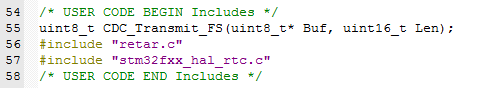 54 /* USER CODE BEGIN Includes */
55 uint8_t CDC_Transmit_FS(uint8_t* Buf, uint16_t Len);
56 #include "retar.c"
57 #include "stm32fxx_hal_rtc.c"
58 /* USER CODE END Includes */